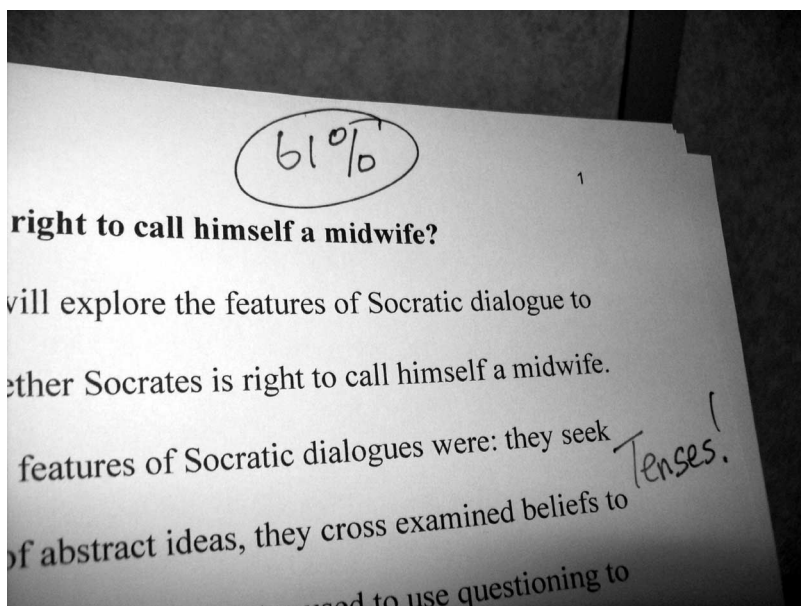 61%
1
right to call himself a midwife?
will explore the features of Socratic dialogue to
ether Socrates is right to call himself a midwife.
features of Socratic dialogues were: they seek
Tenses!
of abstract ideas, they cross examined beliefs to
to use questioning to